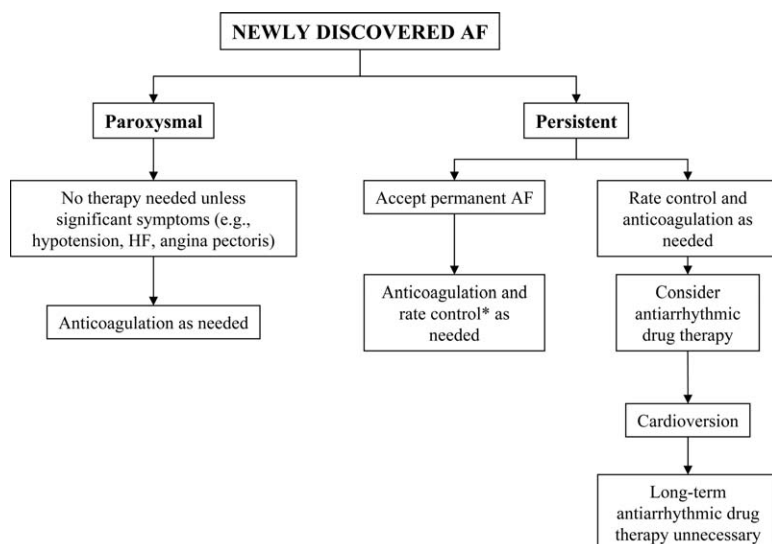 NEWLY DISCOVERED AF
Paroxysmal
Persistent
No therapy needed unless
significant symptoms (e.g.,
hypotension, HF, angina pectoris)
Accept permanent AF
Rate control and
anticoagulation as
needed
Anticoagulation as needed
Anticoagulation and
rate control* as
needed
Consider
antiarrhythmic
drug therapy
Cardioversion
Long-term
antiarrhythmic drug
therapy unnecessary